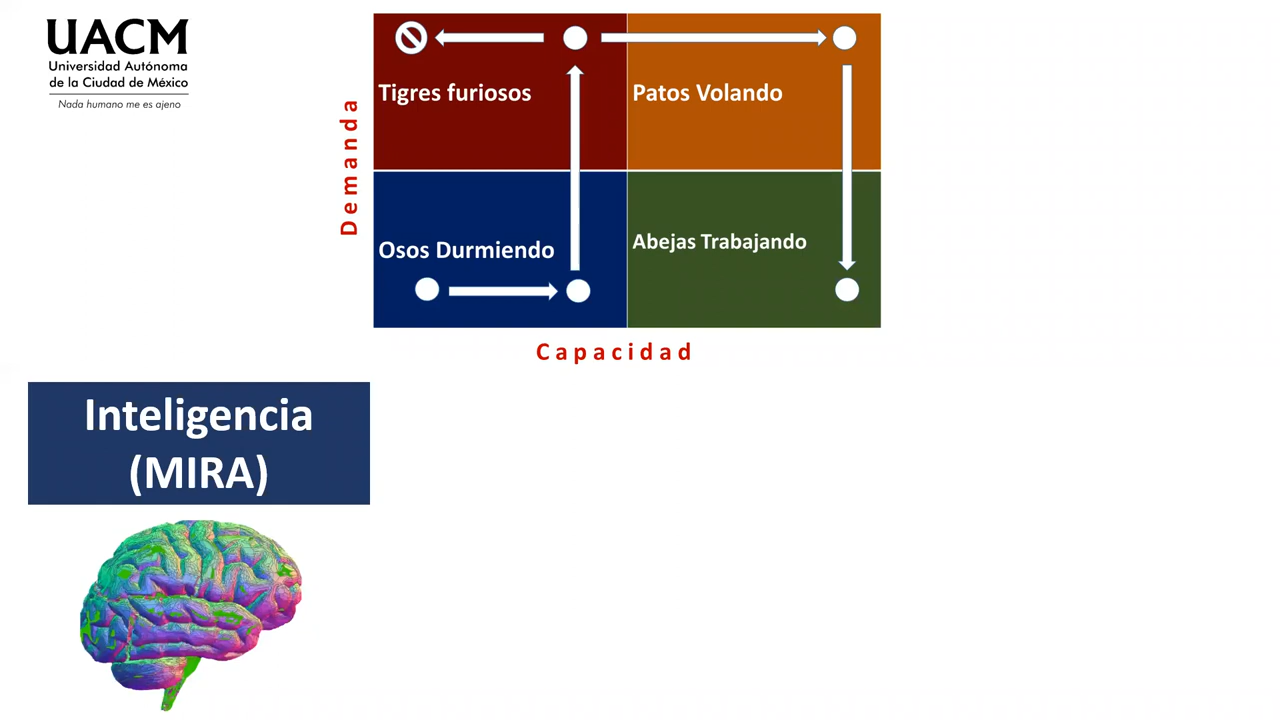 UACM
Universidad Autónoma
de la Ciudad de México
Nada humano me es ajeno
Demanda
Tigres furiosos
Patos Volando
Osos Durmiendo
Abejas Trabajando
Capacidad
Inteligencia
(MIRA)